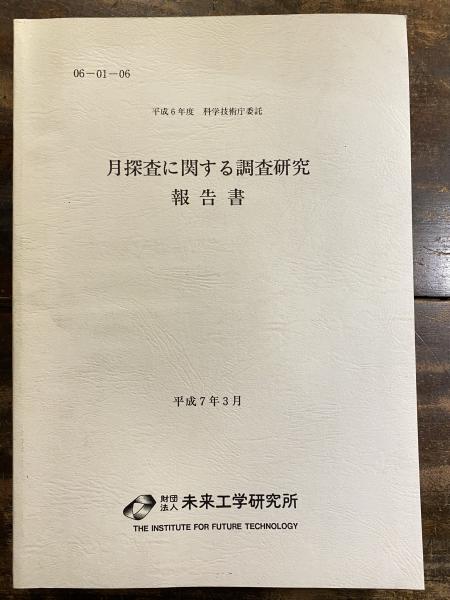 06-01-06
平成6年度 科学技術庁委託
月探査に関する調査研究
報告書
平成7年3月
財団法人 未来工学研究所
THE INSTITUTE FOR FUTURE TECHNOLOGY